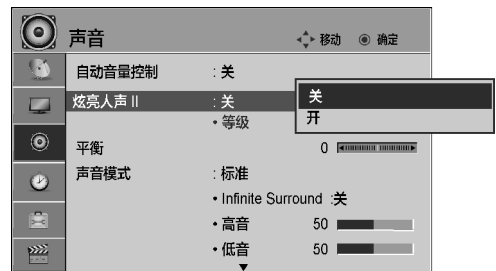 声音 移动 确定
自动音量控制 : 关
炫亮人声 II : 关
• 等级
关
开
平衡 0
声音模式 : 标准
• Infinite Surround :关
• 高音 50
• 低音 50